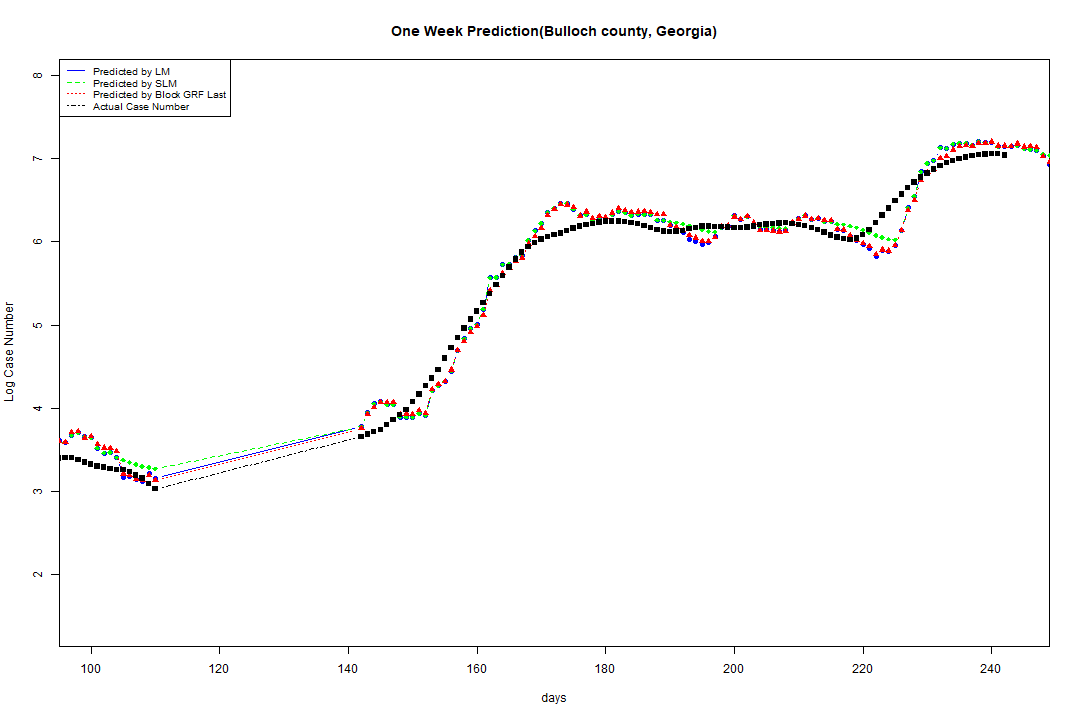 One Week Prediction(Bulloch county, Georgia)
Predicted by LM
Predicted by SLM
Predicted by Block GRF Last
Actual Case Number
8
7
6
5
4
3
2
Log Case Number
100 120 140 160 180 200 220 240
days